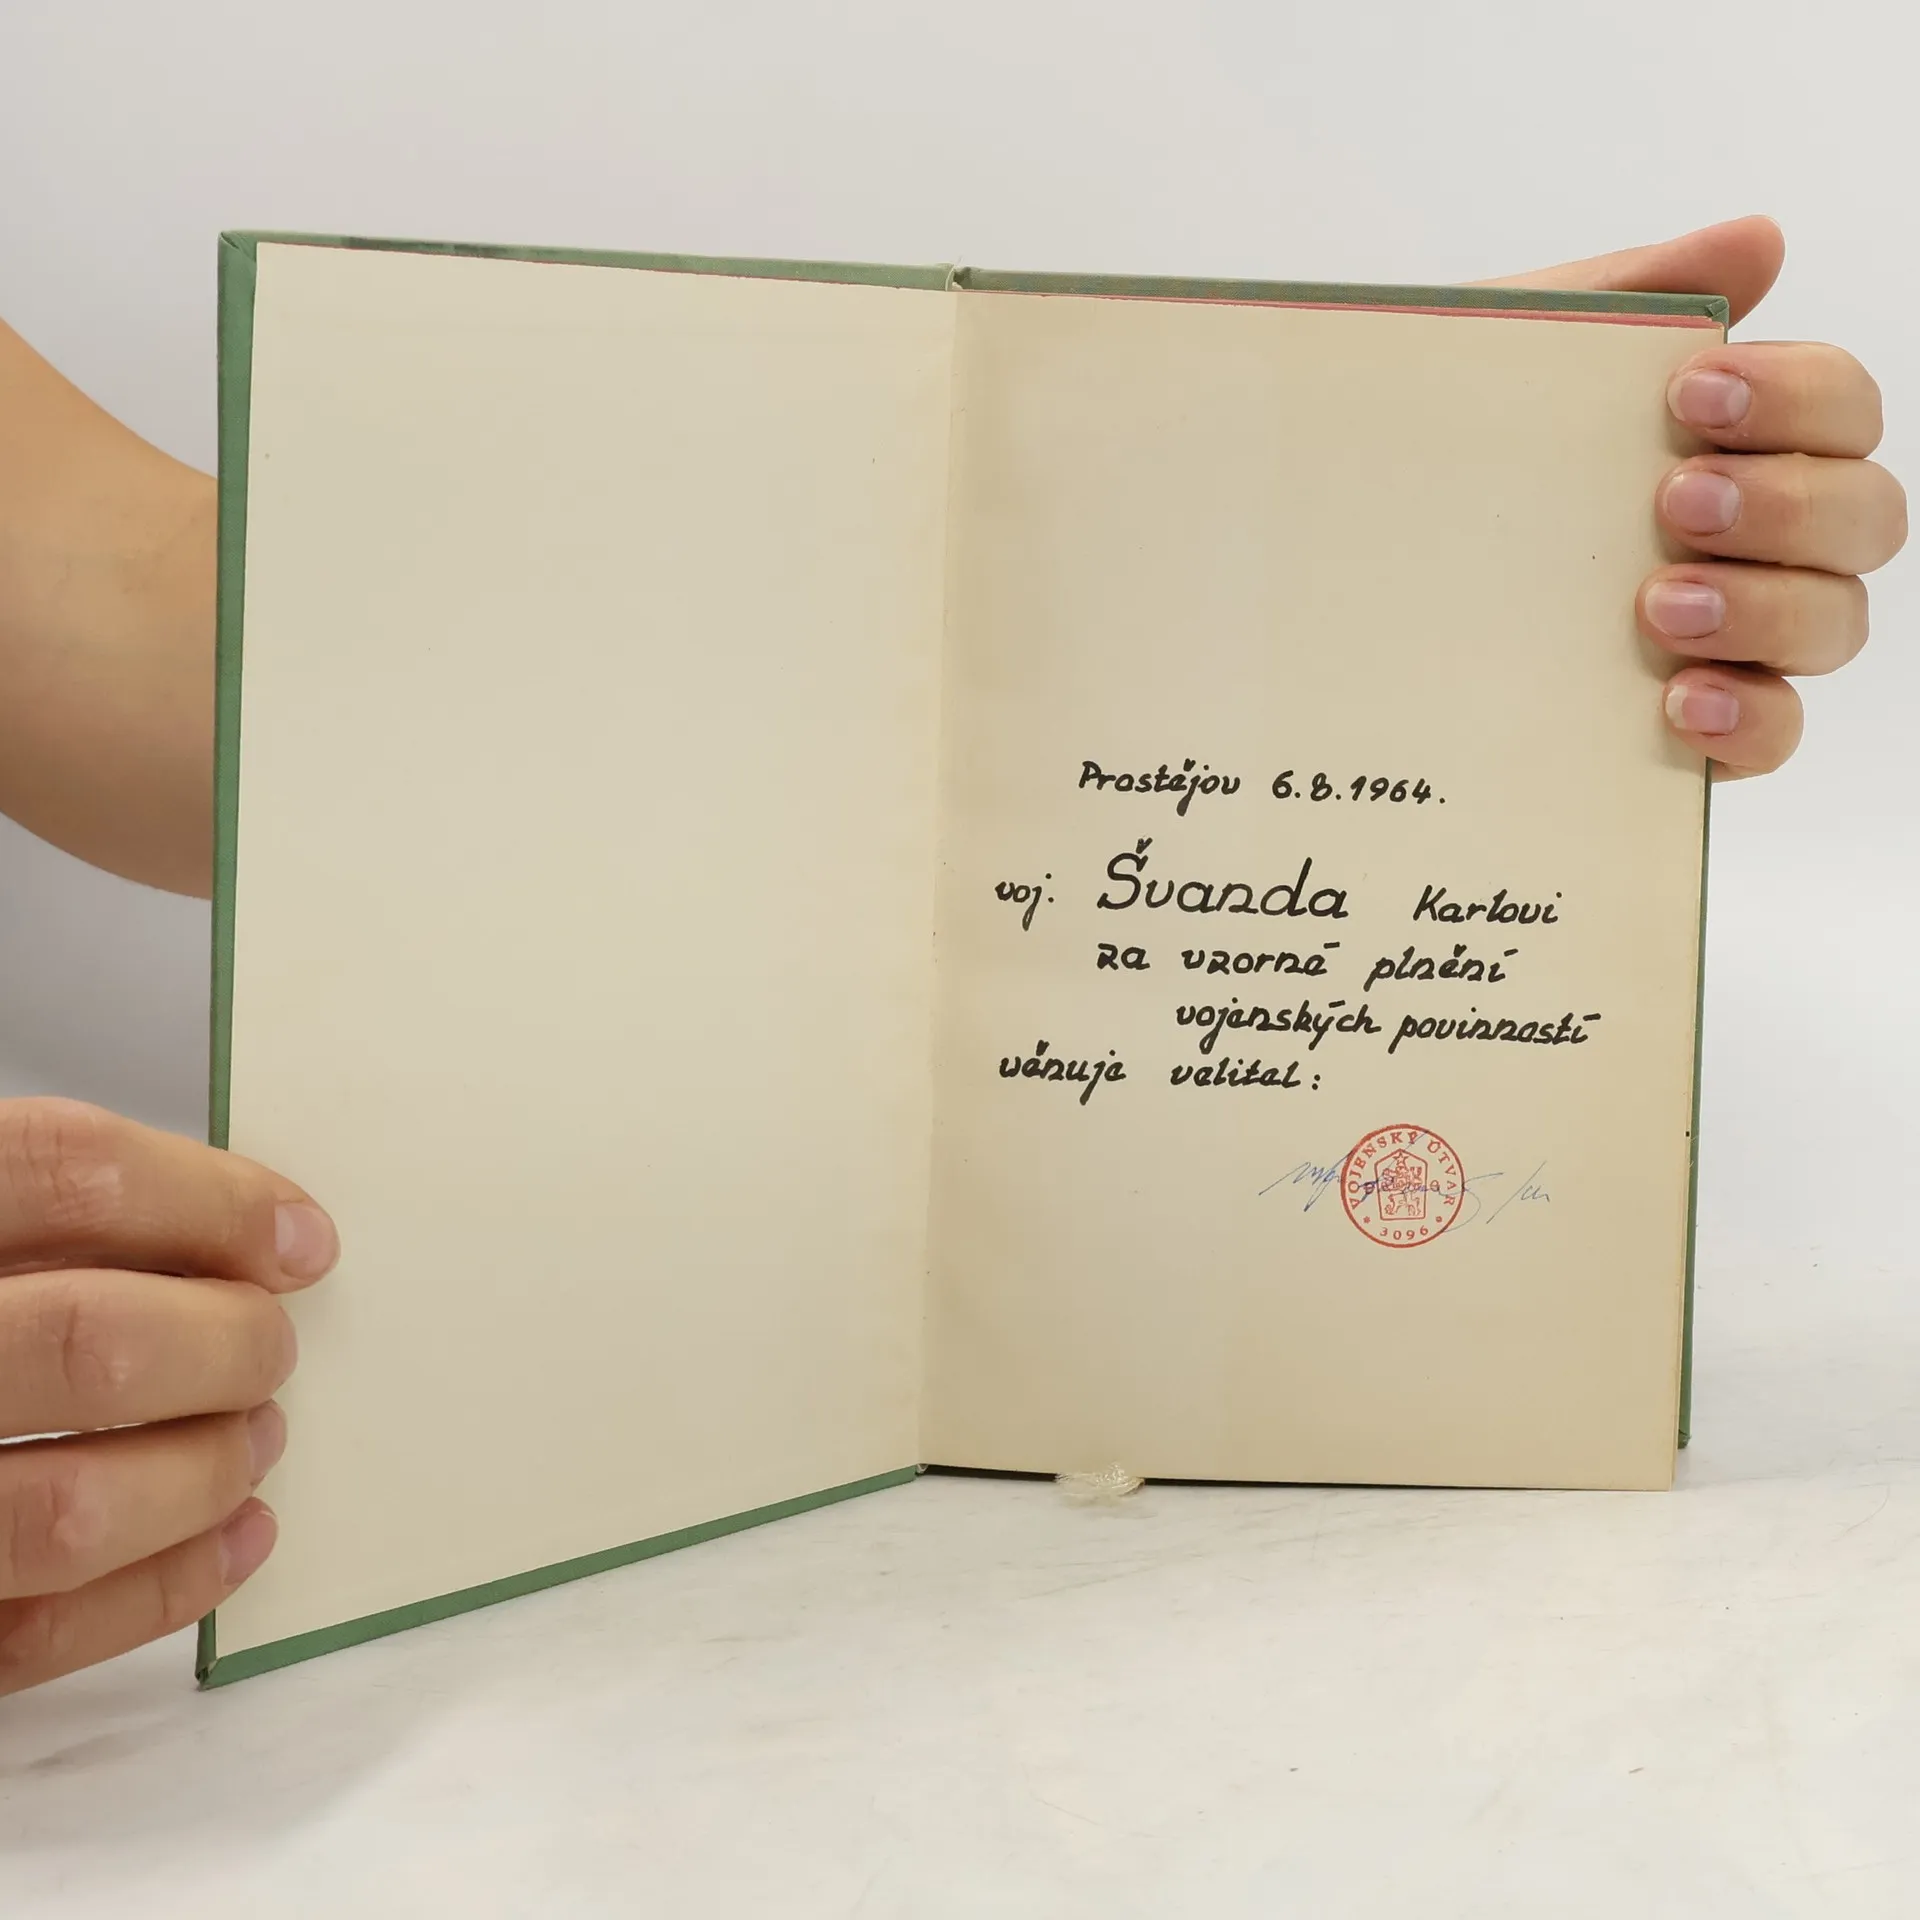 Prostějov 6.8.1964.
voj. Švanda Karlovi
za vzorné plnění
vojenských povinností
věnuje velitel:
VOJENSKÝ ÚTVAR
* 3096 *